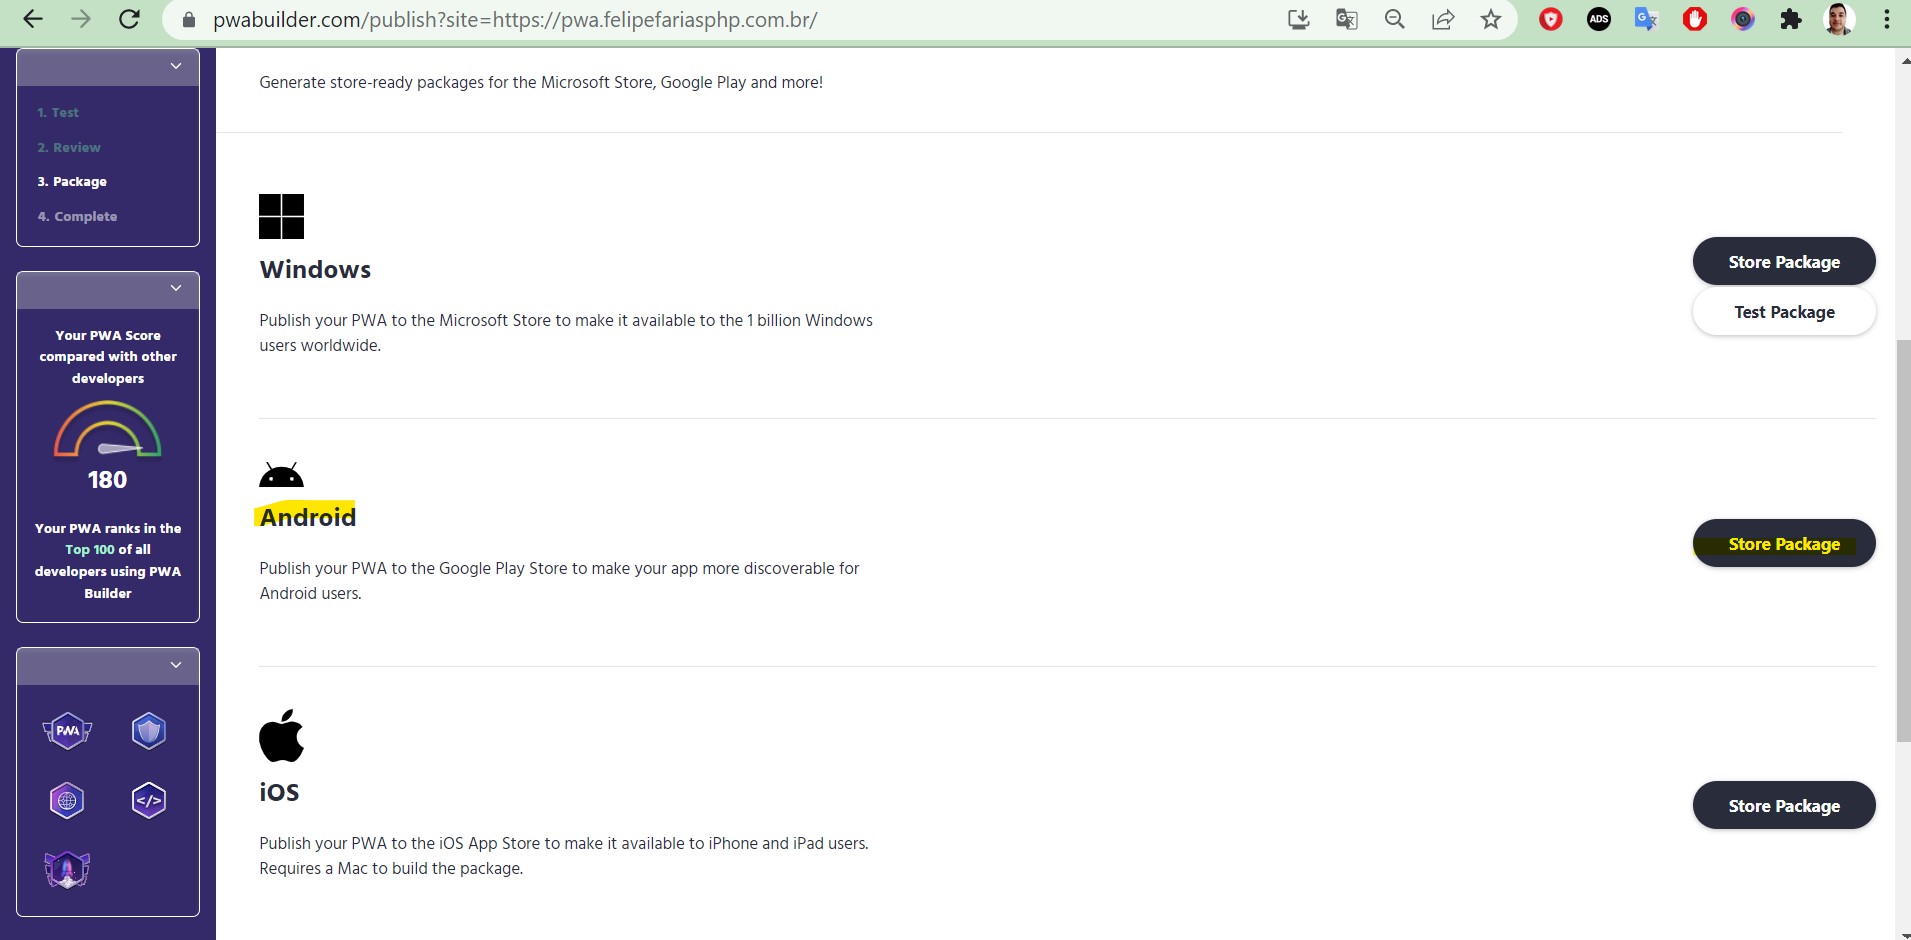 pwabuilder.com/publish?site=https://pwa.felipefariasphp.com.br/
ADS
1. Test
2. Review
3. Package
4. Complete
Your PWA Score
compared with other
developers
180
Your PWA ranks in the
Top 100 of all
developers using PWA
Builder
PWA
</>
Generate store-ready packages for the Microsoft Store, Google Play and more!
Windows
Publish your PWA to the Microsoft Store to make it available to the 1 billion Windows
users worldwide.
Store Package
Test Package
Android
Publish your PWA to the Google Play Store to make your app more discoverable for
Android users.
Store Package
iOS
Publish your PWA to the iOS App Store to make it available to iPhone and iPad users.
Requires a Mac to build the package.
Store Package